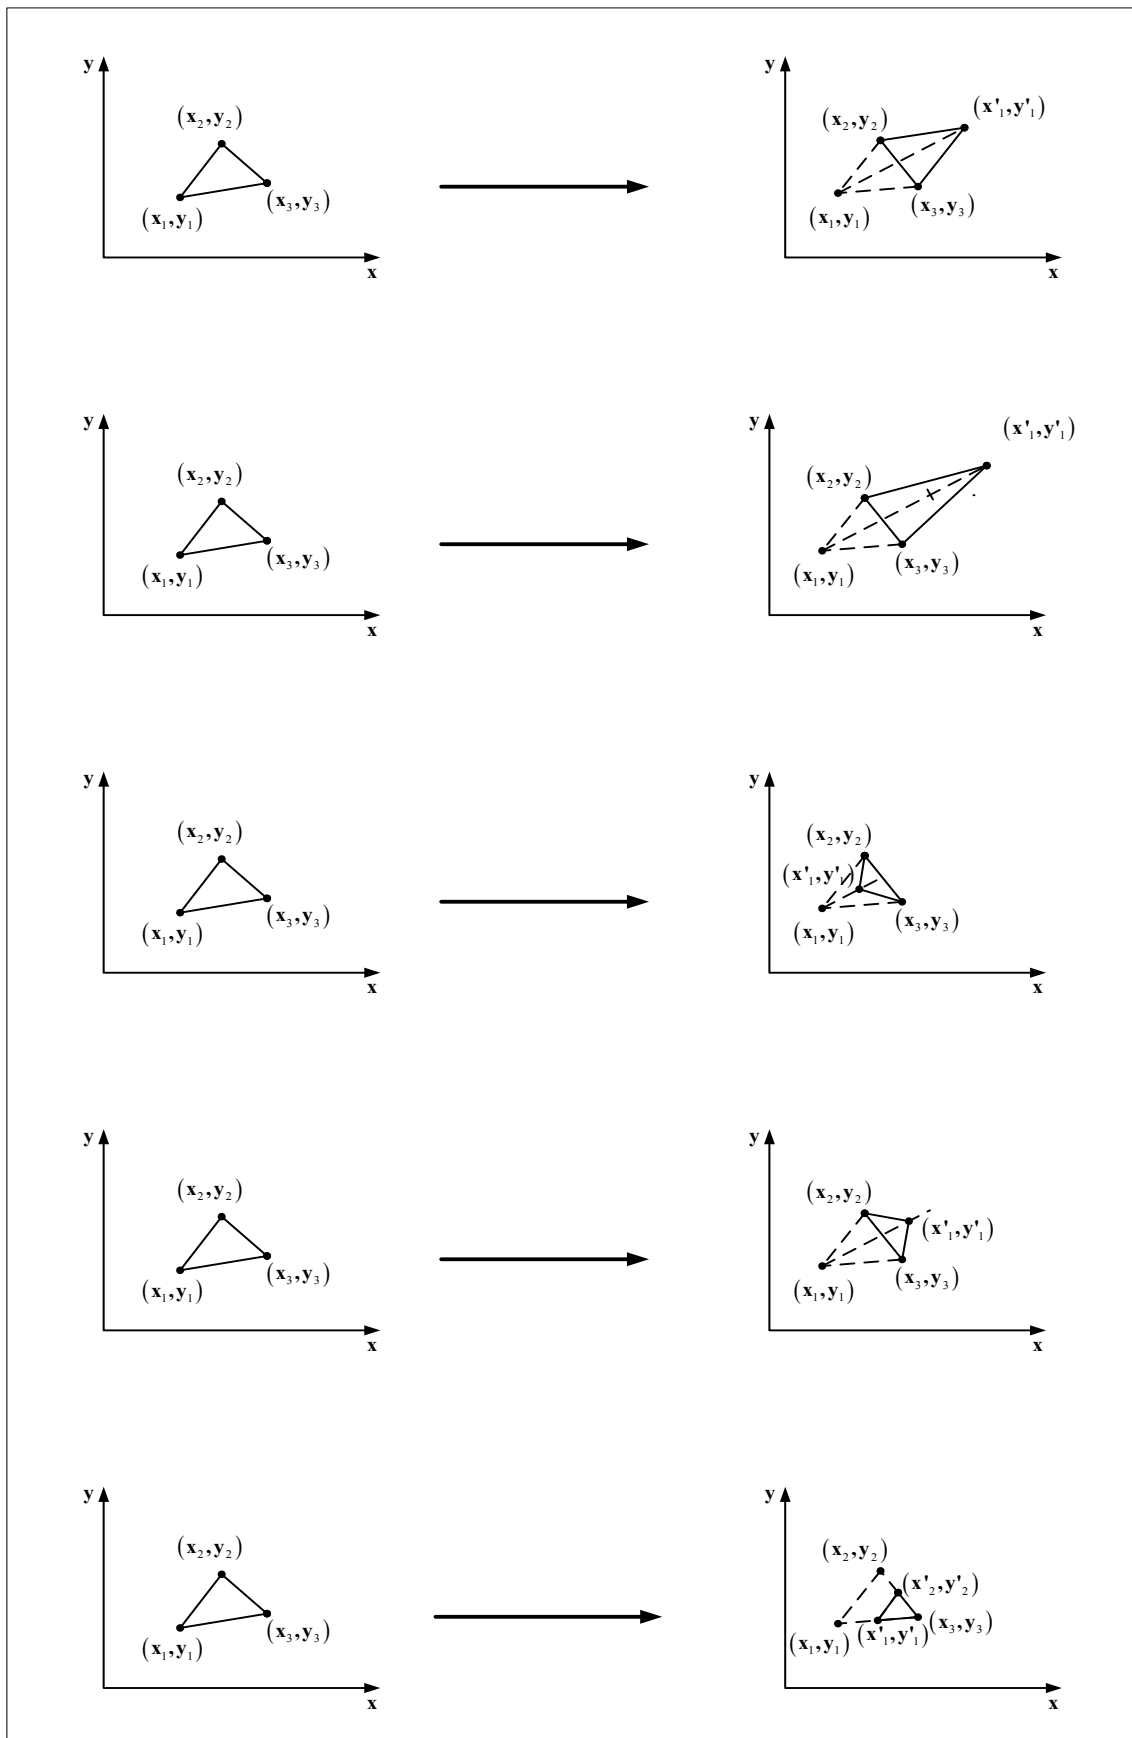 y
(x₂,y₂)
(x₁,y₁)
(x₃,y₃)
x
y
(x₂,y₂)
(x'₁,y'₁)
(x₁,y₁)
(x₃,y₃)
x
y
(x₂,y₂)
(x₁,y₁)
(x₃,y₃)
x
y
(x'₁,y'₁)
(x₂,y₂)
(x₁,y₁)
(x₃,y₃)
x
y
(x₂,y₂)
(x₁,y₁)
(x₃,y₃)
x
y
(x₂,y₂)
(x'₁,y'₁)
(x₁,y₁)
(x₃,y₃)
x
y
(x₂,y₂)
(x₁,y₁)
(x₃,y₃)
x
y
(x₂,y₂)
(x'₁,y'₁)
(x₁,y₁)
(x₃,y₃)
x
y
(x₂,y₂)
(x₁,y₁)
(x₃,y₃)
x
y
(x₂,y₂)
(x'₂,y'₂)
(x₁,y₁)
(x'₁,y'₁)
(x₃,y₃)
x